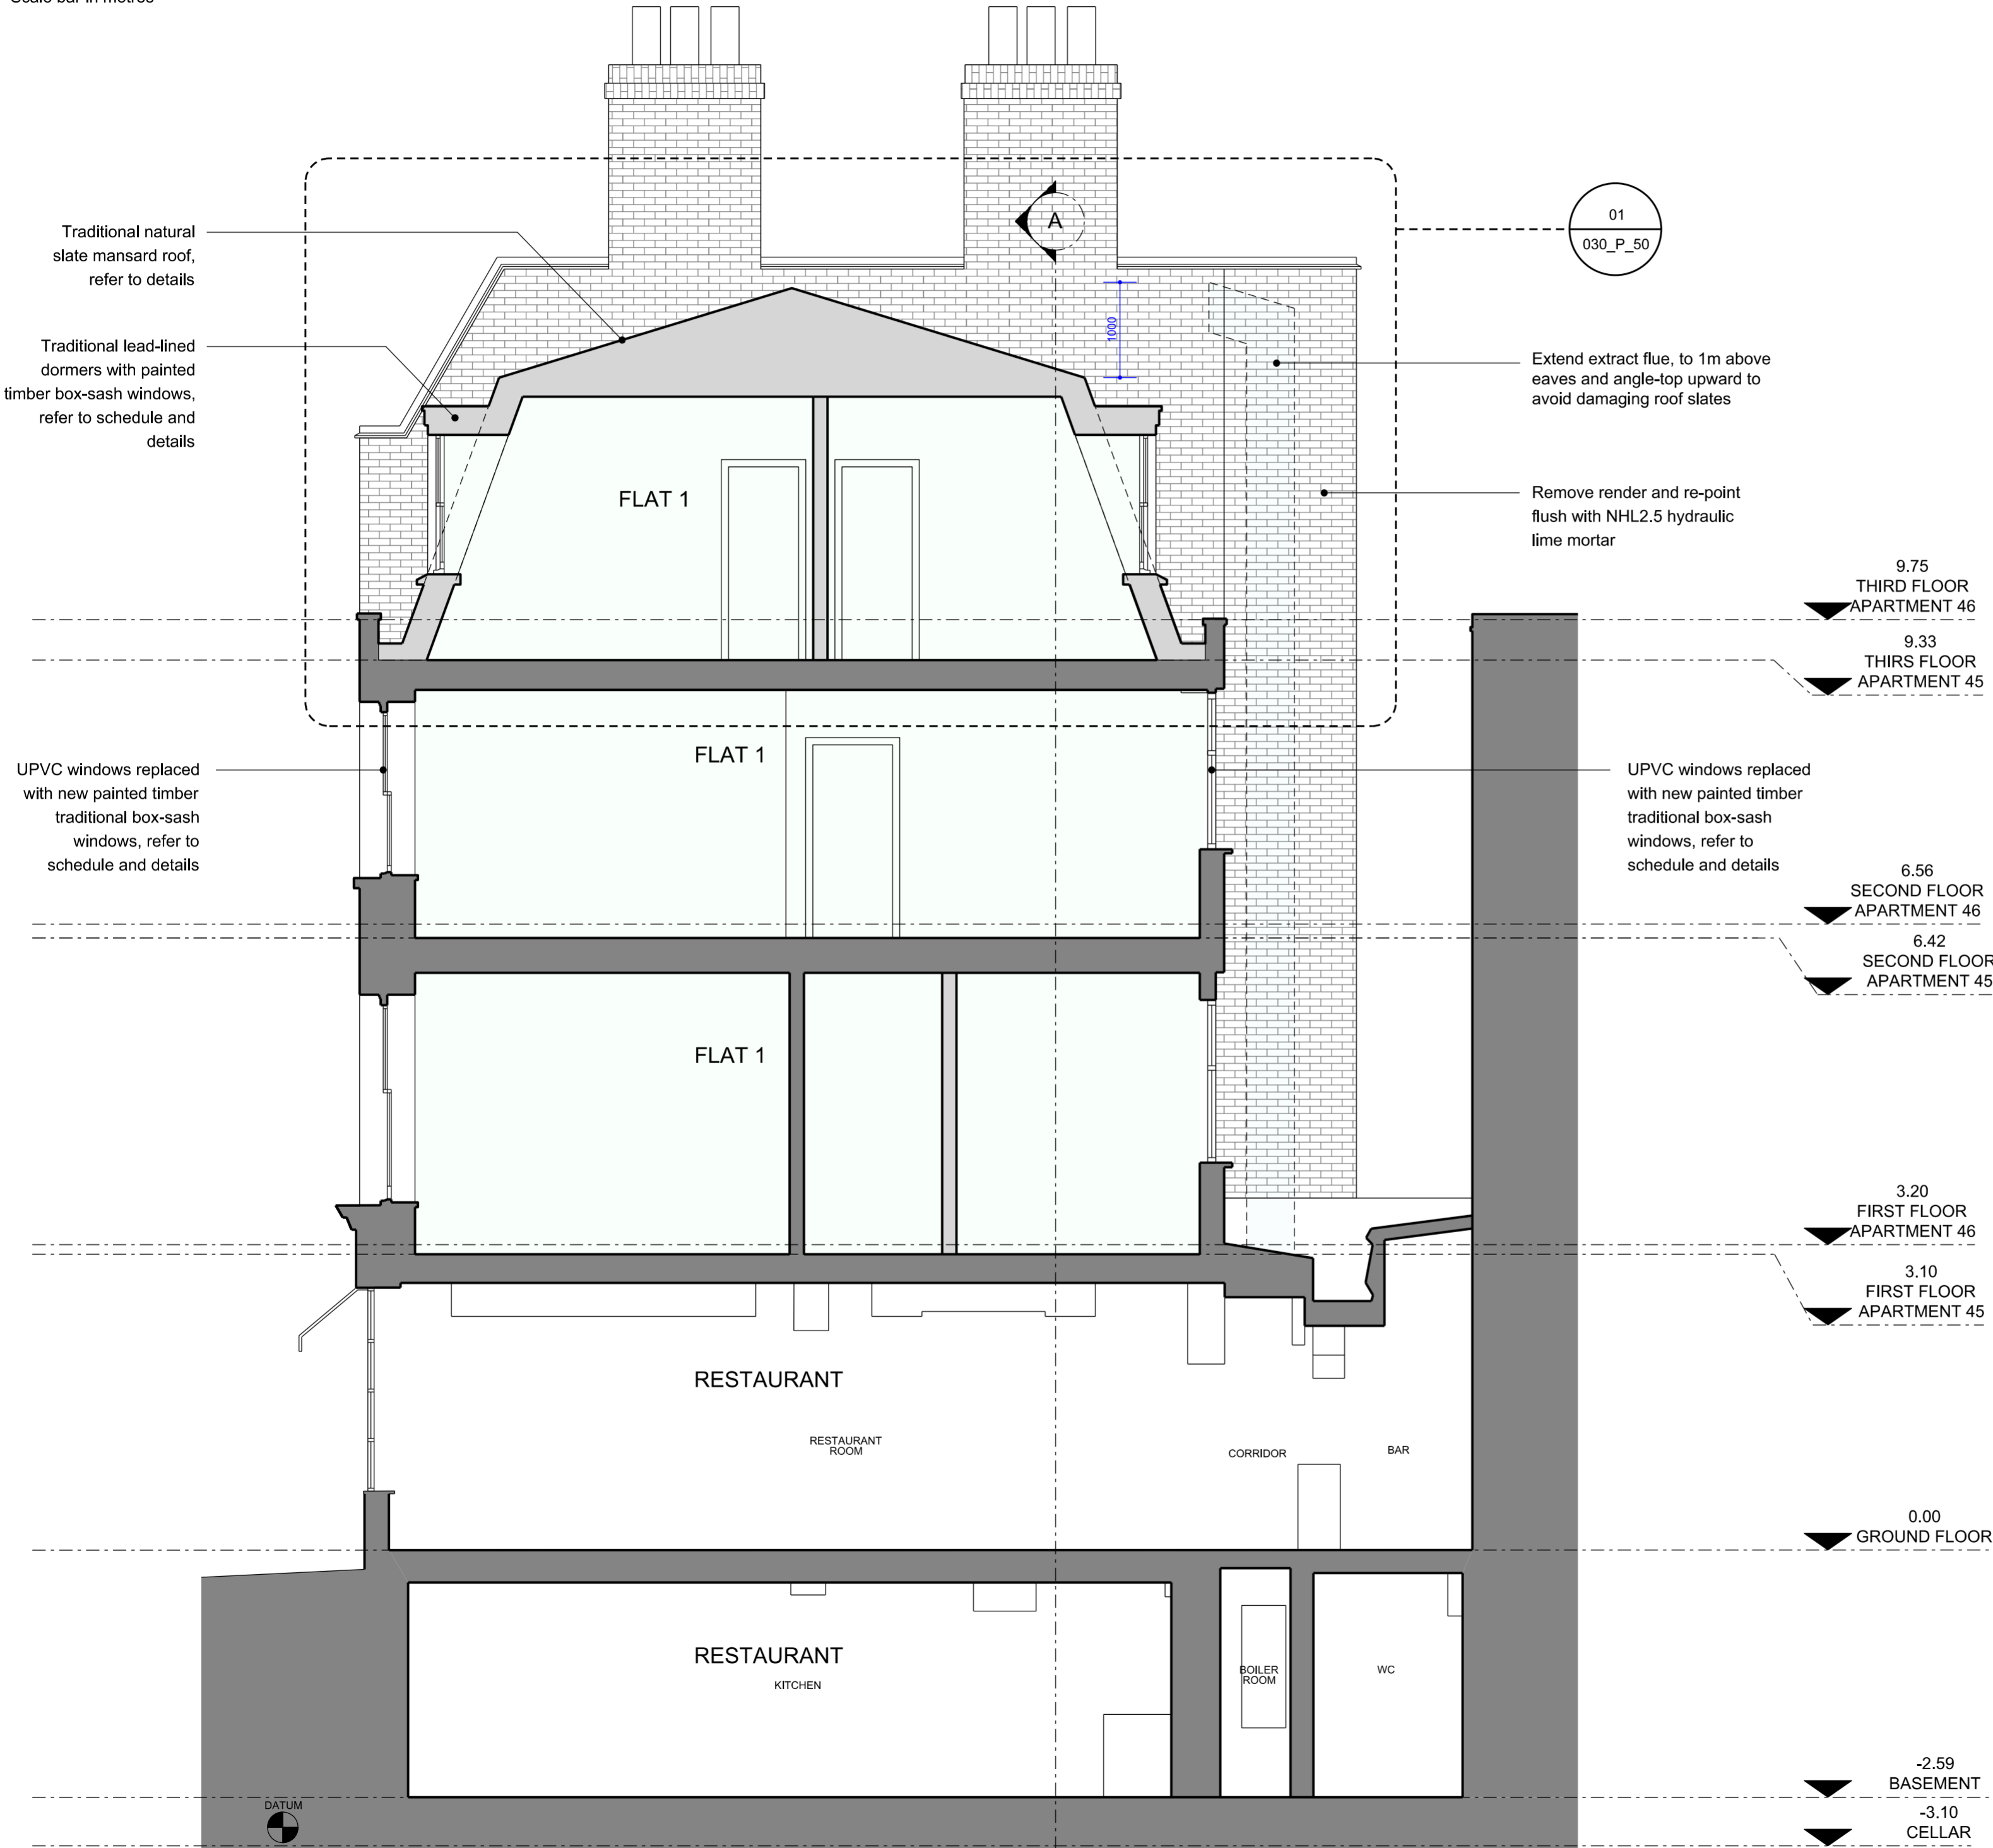 Scale bar in metres
Traditional natural
slate mansard roof,
refer to details
Traditional lead-lined
dormers with painted
timber box-sash windows,
refer to schedule and
details
A
01
030_P_50
1000
Extend extract flue, to 1m above
eaves and angle-top upward to
avoid damaging roof slates
Remove render and re-point
flush with NHL2.5 hydraulic
lime mortar
FLAT 1
9.75
THIRD FLOOR
APARTMENT 46
9.33
THIRS FLOOR
APARTMENT 45
UPVC windows replaced
with new painted timber
traditional box-sash
windows, refer to
schedule and details
FLAT 1
UPVC windows replaced
with new painted timber
traditional box-sash
windows, refer to
schedule and details
6.56
SECOND FLOOR
APARTMENT 46
6.42
SECOND FLOOR
APARTMENT 45
FLAT 1
3.20
FIRST FLOOR
APARTMENT 46
3.10
FIRST FLOOR
APARTMENT 45
RESTAURANT
RESTAURANT
ROOM
CORRIDOR
BAR
0.00
GROUND FLOOR
RESTAURANT
KITCHEN
BOILER
ROOM
WC
-2.59
BASEMENT
-3.10
CELLAR
DATUM